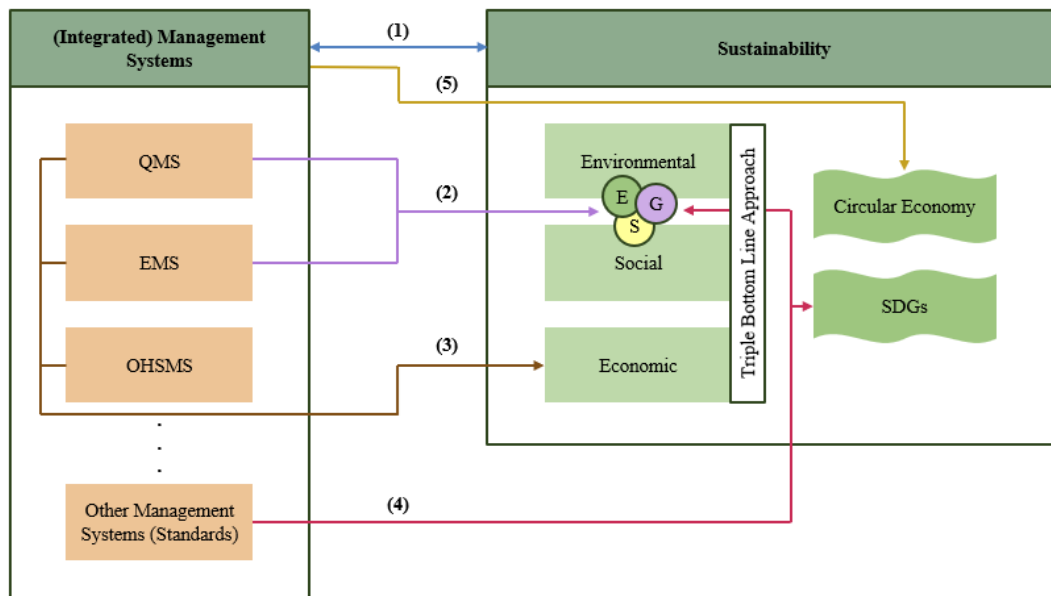 (Integrated) Management
Systems
(1)
Sustainability
(5)
QMS
EMS
OHSMS
.
.
.
Other Management
Systems (Standards)
(2)
(3)
(4)
Environmental
E
G
S
Social
Economic
Triple Bottom Line Approach
Circular Economy
SDGs